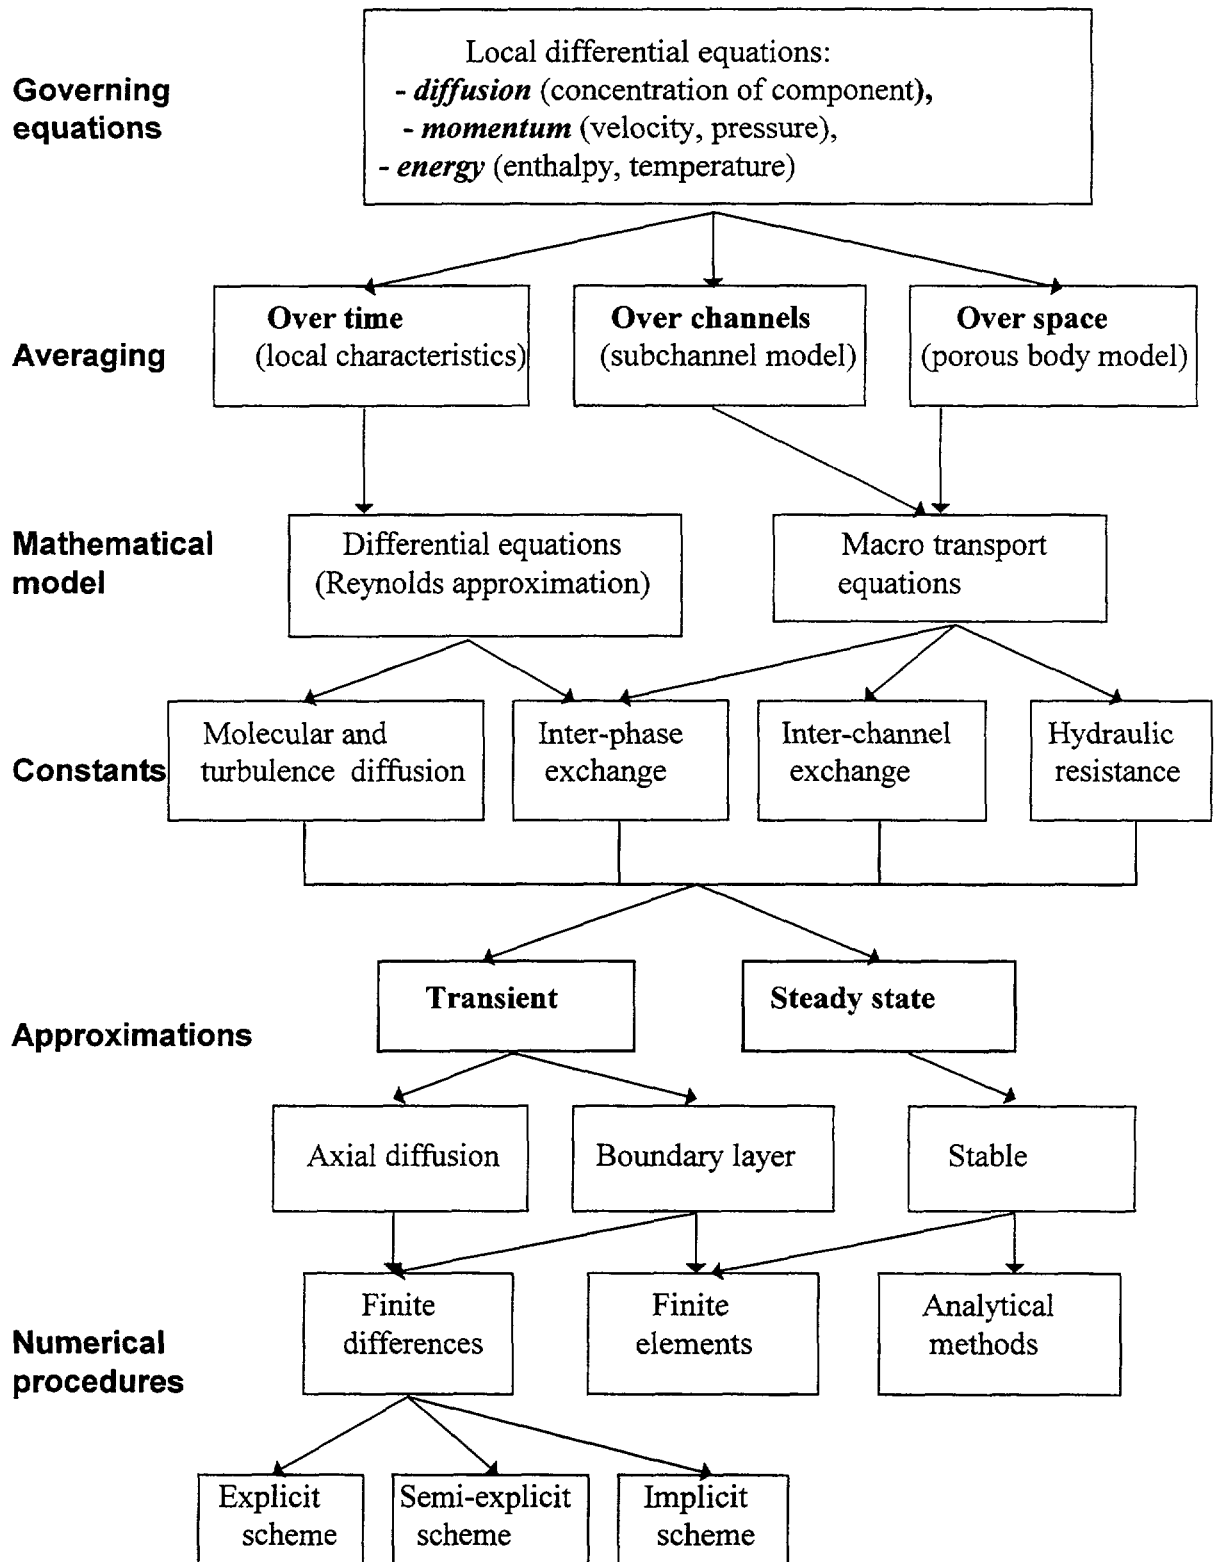 Governing
equations
Local differential equations:
- diffusion (concentration of component),
- momentum (velocity, pressure),
- energy (enthalpy, temperature)
Averaging
Over time
(local characteristics)
Over channels
(subchannel model)
Over space
(porous body model)
Mathematical
model
Differential equations
(Reynolds approximation)
Macro transport
equations
Constants
Molecular and
turbulence diffusion
Inter-phase
exchange
Inter-channel
exchange
Hydraulic
resistance
Approximations
Transient
Steady state
Axial diffusion
Boundary layer
Stable
Numerical
procedures
Finite
differences
Finite
elements
Analytical
methods
Explicit
scheme
Semi-explicit
scheme
Implicit
scheme